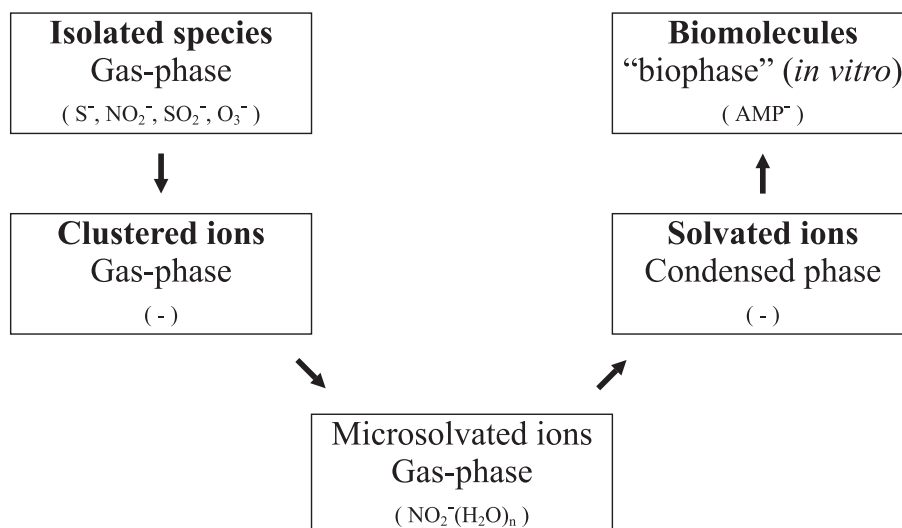 Isolated species
Gas-phase
( S⁻, NO₂⁻, SO₂⁻, O₃⁻ )
Clustered ions
Gas-phase
( - )
Microsolvated ions
Gas-phase
( NO₂⁻(H₂O)ₙ )
Solvated ions
Condensed phase
( - )
Biomolecules
“biophase” (in vitro)
( AMP⁻ )